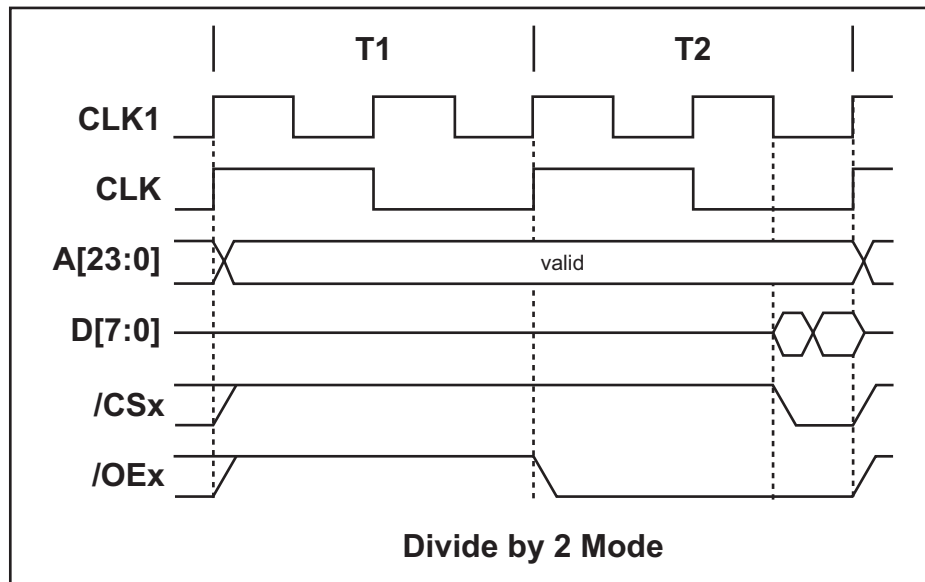 T1 T2
CLK1
CLK
A[23:0] valid
D[7:0]
/CSx
/OEx
Divide by 2 Mode